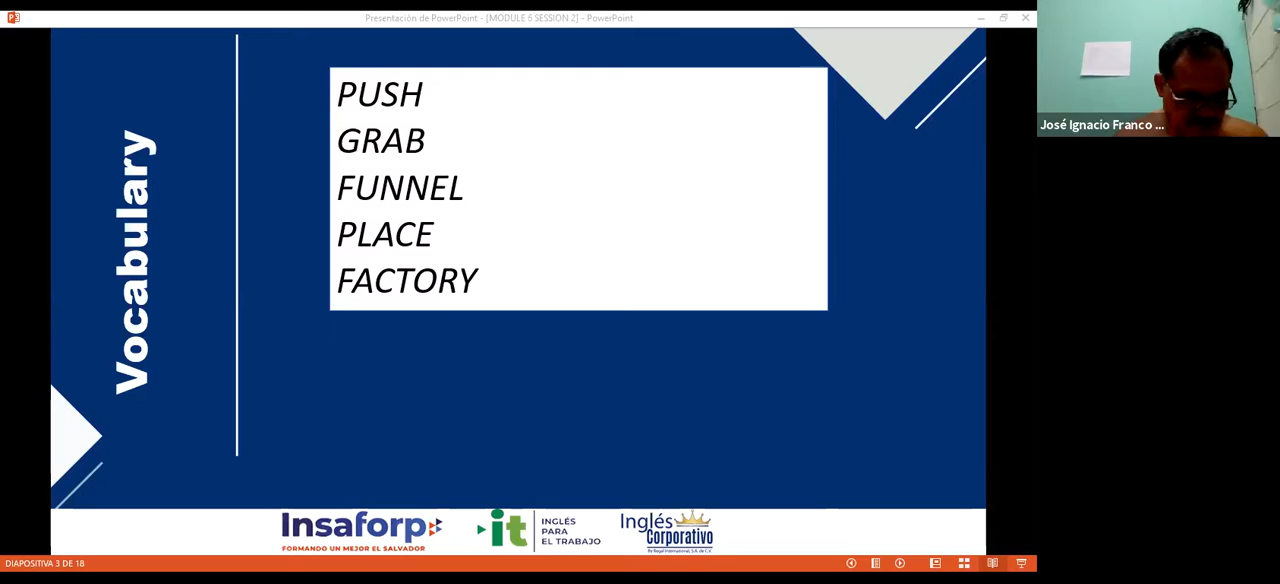 Presentación de PowerPoint - [MODULE 6 SESSION 2] - PowerPoint
José Ignacio Franco ...
Vocabulary
PUSH
GRAB
FUNNEL
PLACE
FACTORY
Insaforp
FORMANDO UN MEJOR EL SALVADOR
it
INGLÉS
PARA
EL TRABAJO
Inglés
Corporativo
DIAPOSITIVA 3 DE 18